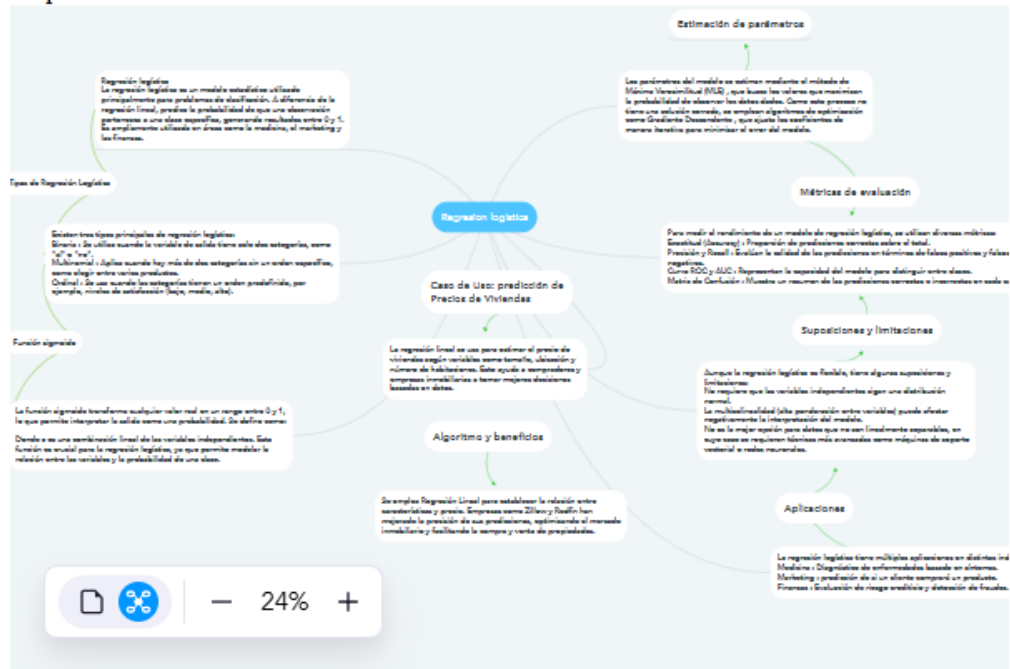 Estimación de parámetros
Regresión logística
La regresión logística es un modelo estadístico utilizado
principalmente para problemas de clasificación. A diferencia de la
regresión lineal, predice la probabilidad de que una observación
pertenezca a una clase específica, generando resultados entre 0 y 1.
Es ampliamente utilizada en áreas como la medicina, el marketing y
las finanzas.
Los parámetros del modelo se estiman mediante el método de
Máxima Verosimilitud (MLE) , que busca los valores que maximicen
la probabilidad de observar los datos dados. Como este proceso no
tiene una solución cerrada, se emplean algoritmos de optimización
como Gradiente Descendente , que ajusta los coeficientes de
manera iterativa para minimizar el error del modelo.
Tipos de Regresión Logística
Métricas de evaluación
Regresion logistica
Existen tres tipos principales de regresión logística:
Binaria : Se utiliza cuando la variable de salida tiene solo dos categorías, como
"sí" o "no".
Multinomial : Aplica cuando hay más de dos categorías sin un orden específico,
como elegir entre varios productos.
Ordinal : Se usa cuando las categorías tienen un orden predefinido, por
ejemplo, niveles de satisfacción (bajo, medio, alto).
Para medir el rendimiento de un modelo de regresión logística, se utilizan diversas métricas:
Exactitud (Accuracy) : Proporción de predicciones correctas sobre el total.
Precisión y Recall : Evalúan la calidad de las predicciones en términos de falsos positivos y falsos
negativos.
Curva ROC y AUC : Representan la capacidad del modelo para distinguir entre clases.
Matriz de Confusión : Muestra un resumen de las predicciones correctas e incorrectas en cada
Caso de Uso: predicción de
Precios de Viviendas
Función sigmoide
Suposiciones y limitaciones
La regresión lineal se usa para estimar el precio de
viviendas según variables como tamaño, ubicación y
número de habitaciones. Esto ayuda a compradores y
empresas inmobiliarias a tomar mejores decisiones
basadas en datos.
Aunque la regresión logística es flexible, tiene algunas suposiciones y
limitaciones:
No requiere que las variables independientes sigan una distribución
normal.
La multicolinealidad (alta entre variables) puede afectar
negativamente la interpretación del modelo.
No es la mejor opción para datos que no son linealmente separables, en
cuyo caso se requieren técnicas más avanzadas como máquinas de soporte
vectorial o redes neuronales.
La función sigmoide transforma cualquier valor real en un rango entre 0 y 1,
lo que permite interpretar la salida como una probabilidad. Se define como:
Donde z es una combinación lineal de las variables independientes. Esta
función es crucial para la regresión logística, ya que permite modelar la
relación entre las variables y la probabilidad de una clase.
Algoritmo y beneficios
Se emplea Regresión Lineal para establecer la relación entre
características y precio. Empresas como Zillow y Redfin han
mejorado la precisión de sus predicciones, optimizando el mercado
inmobiliario y facilitando la compra y venta de propiedades.
Aplicaciones
La regresión logística tiene múltiples aplicaciones en distintas
Medicina : Diagnóstico de enfermedades basado en síntomas.
Marketing : predicción de si un cliente comprará un producto.
Finanzas : Evaluación de riesgo crediticio y detección de fraudes.
24%